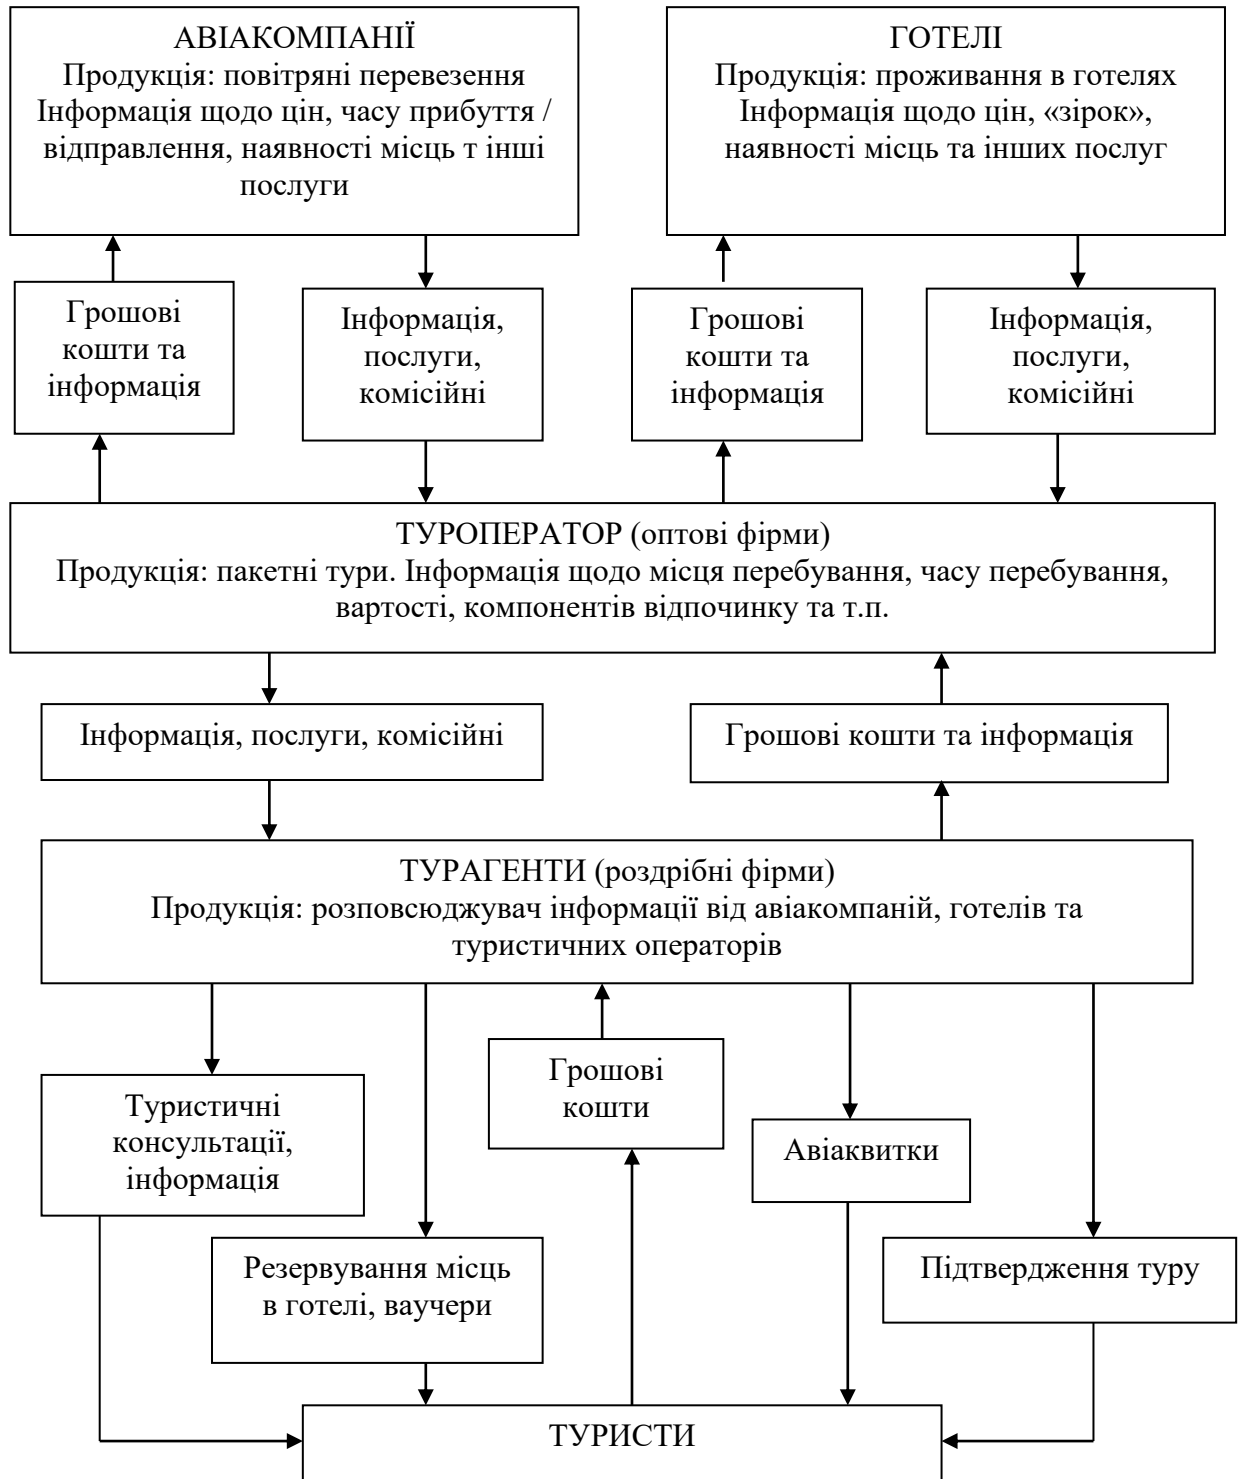 АВІАКОМПАНІЇ
Продукція: повітряні перевезення
Інформація щодо цін, часу прибуття /
відправлення, наявності місць т інші
послуги
ГОТЕЛІ
Продукція: проживання в готелях
Інформація щодо цін, «зірок»,
наявності місць та інших послуг
Грошові
кошти та
інформація
Інформація,
послуги,
комісійні
Грошові
кошти та
інформація
Інформація,
послуги,
комісійні
ТУРОПЕРАТОР (оптові фірми)
Продукція: пакетні тури. Інформація щодо місця перебування, часу перебування,
вартості, компонентів відпочинку та т.п.
Інформація, послуги, комісійні
Грошові кошти та інформація
ТУРАГЕНТИ (роздрібні фірми)
Продукція: розповсюджувач інформації від авіакомпаній, готелів та
туристичних операторів
Туристичні
консультації,
інформація
Грошові
кошти
Авіаквитки
Резервування місць
в готелі, ваучери
Підтвердження туру
ТУРИСТИ